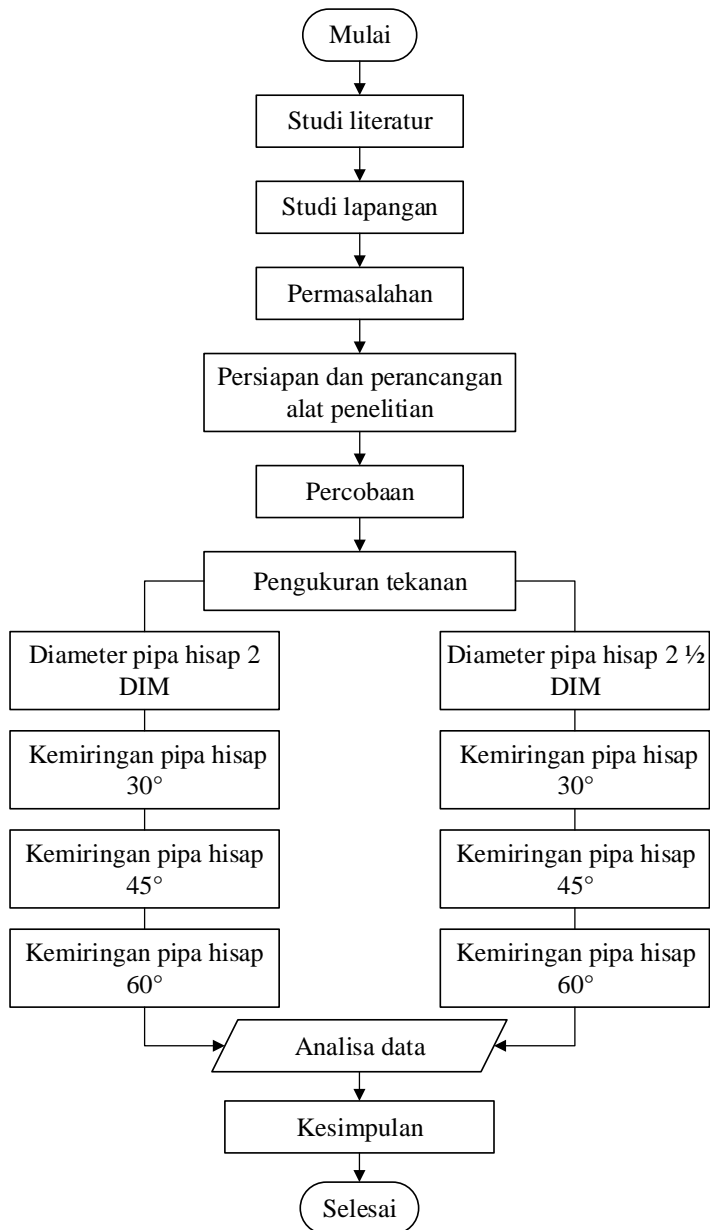 Mulai
Studi literatur
Studi lapangan
Permasalahan
Persiapan dan perancangan
alat penelitian
Percobaan
Pengukuran tekanan
Diameter pipa hisap 2
DIM
Kemiringan pipa hisap
30°
Kemiringan pipa hisap
45°
Kemiringan pipa hisap
60°
Diameter pipa hisap 2 ½
DIM
Kemiringan pipa hisap
30°
Kemiringan pipa hisap
45°
Kemiringan pipa hisap
60°
Analisa data
Kesimpulan
Selesai